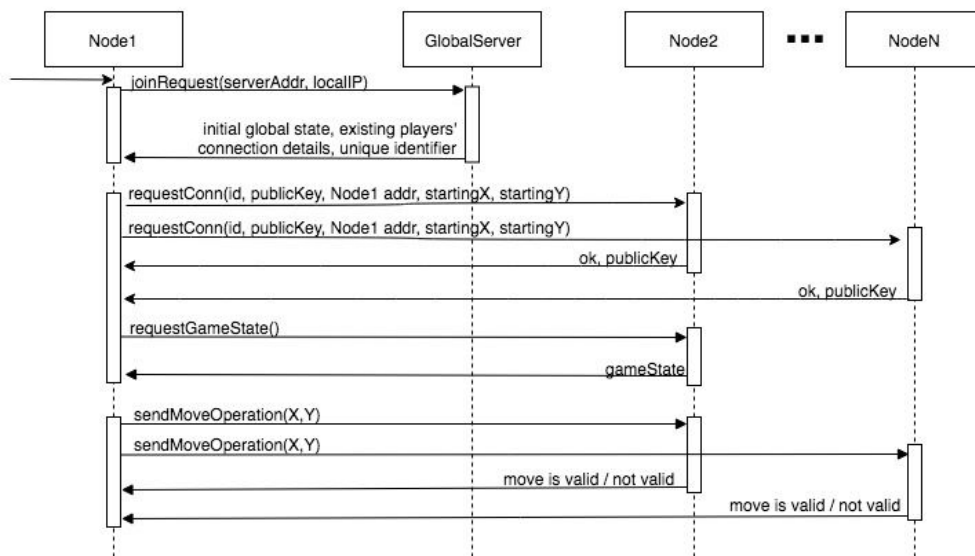 Node1
GlobalServer
Node2
NodeN
joinRequest(serverAddr, localIP)
initial global state, existing players'
connection details, unique identifier
requestConn(id, publicKey, Node1 addr, startingX, startingY)
requestConn(id, publicKey, Node1 addr, startingX, startingY)
ok, publicKey
ok, publicKey
requestGameState()
gameState
sendMoveOperation(X,Y)
sendMoveOperation(X,Y)
move is valid / not valid
move is valid / not valid